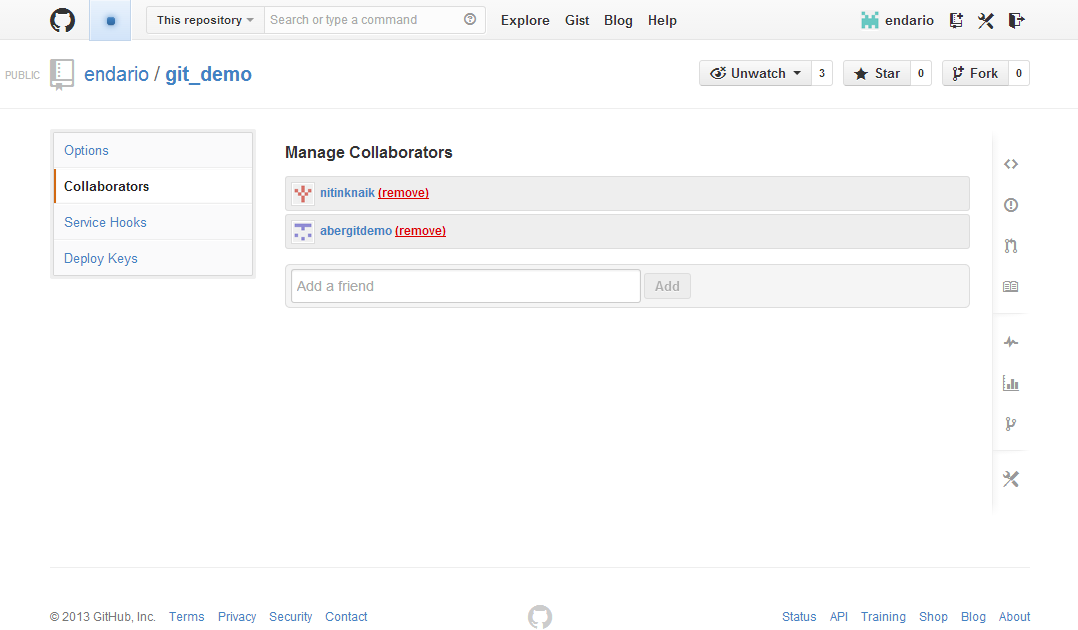 This repository Search or type a command Explore Gist Blog Help endario
PUBLIC endario / git_demo Unwatch 3 Star 0 Fork 0
Options
Collaborators
Service Hooks
Deploy Keys
Manage Collaborators
nitinknaik (remove)
abergitdemo (remove)
Add a friend Add
© 2013 GitHub, Inc. Terms Privacy Security Contact Status API Training Shop Blog About